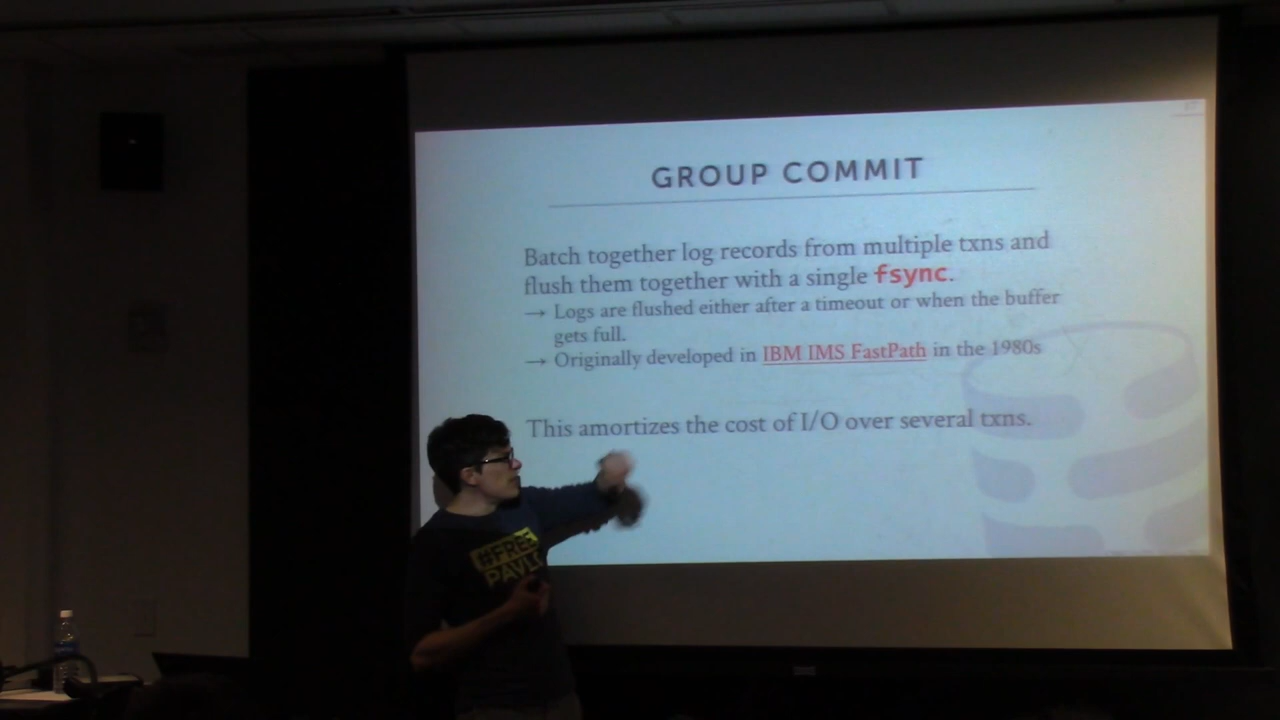 GROUP COMMIT
Batch together log records from multiple txns and
flush them together with a single fsync.
→ Logs are flushed either after a timeout or when the buffer
gets full.
→ Originally developed in IBM IMS FastPath in the 1980s
This amortizes the cost of I/O over several txns.
#FREE